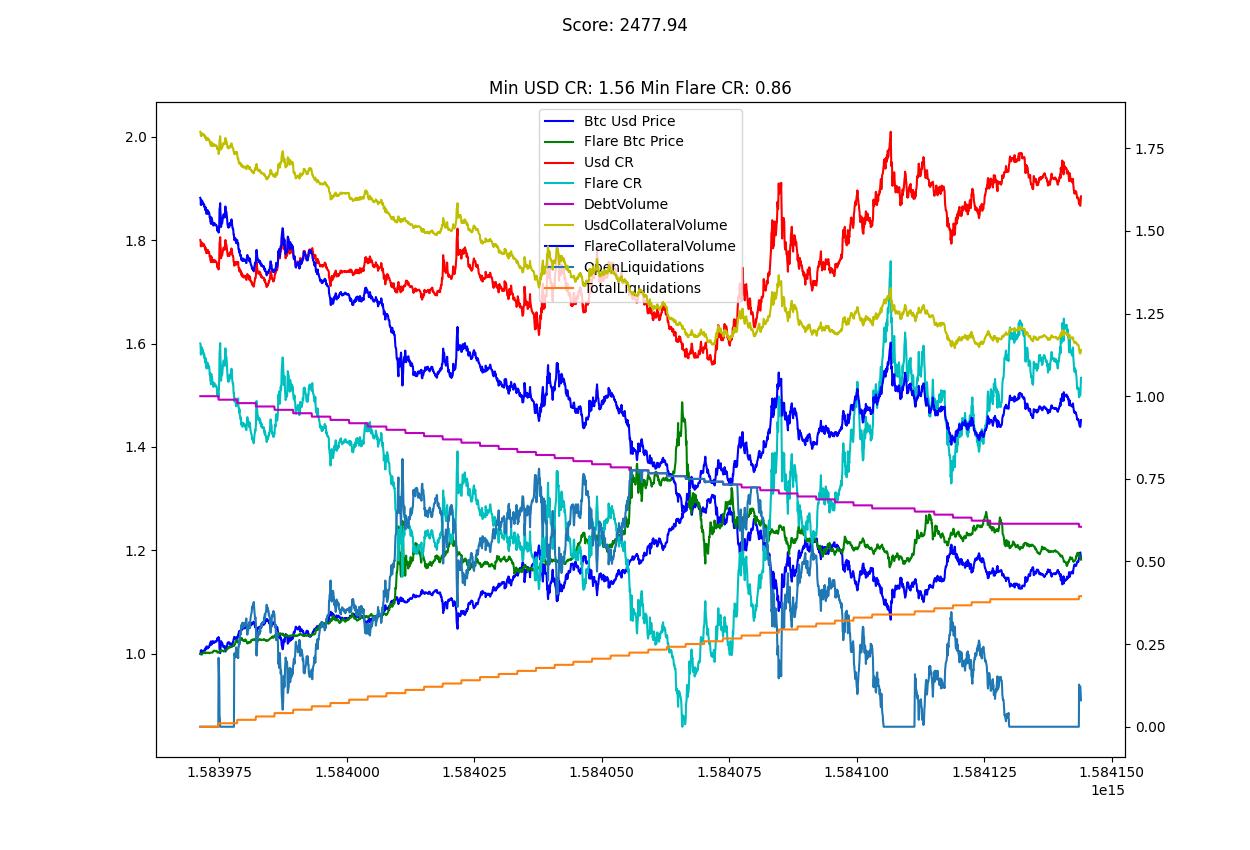 Score: 2477.94
Min USD CR: 1.56 Min Flare CR: 0.86
Btc Usd Price
Flare Btc Price
Usd CR
Flare CR
DebtVolume
UsdCollateralVolume
FlareCollateralVolume
OpenLiquidations
TotalLiquidations
2.0
1.8
1.6
1.4
1.2
1.0
1.75
1.50
1.25
1.00
0.75
0.50
0.25
0.00
1.583975 1.584000 1.584025 1.584050 1.584075 1.584100 1.584125 1.584150
1e15